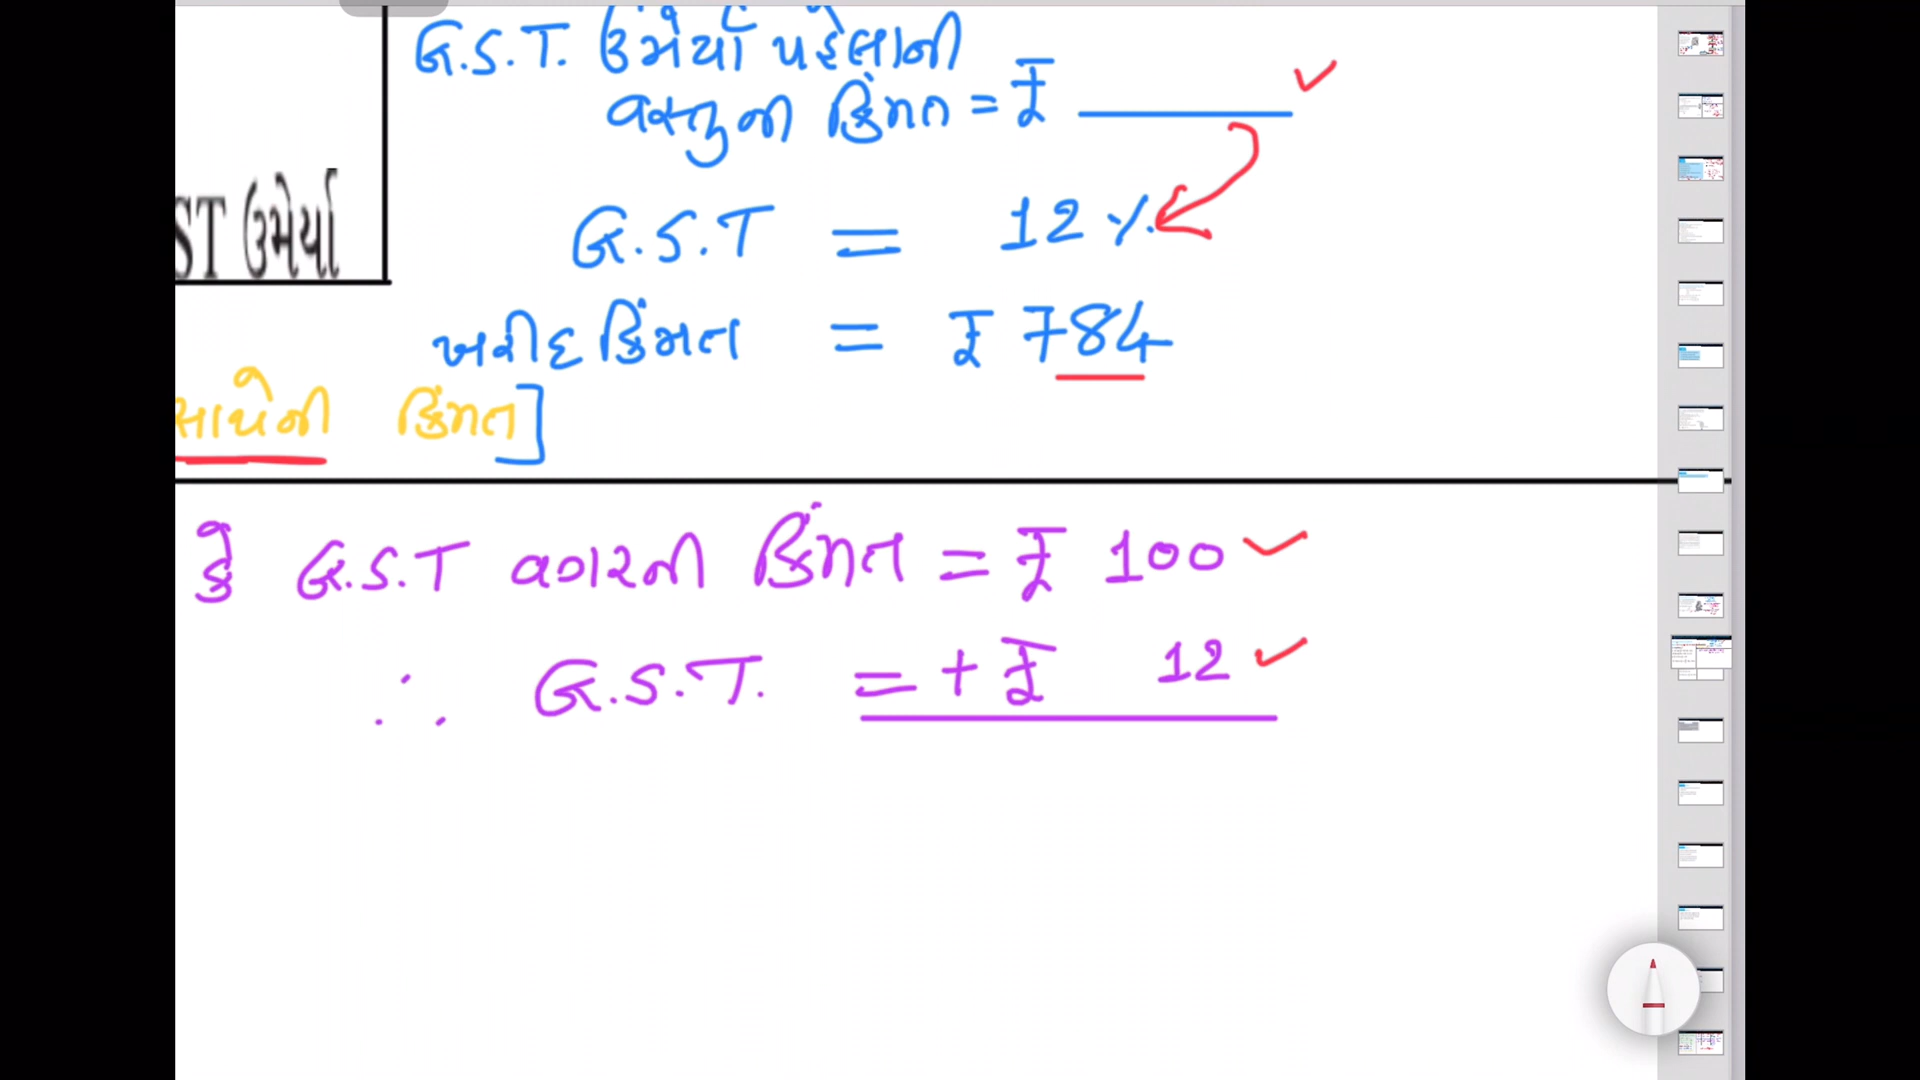 G.S.T. ઉમેર્યા પહેલાની
વસ્તુની કિંમત = ₹
ST ઉમેર્યા
G.S.T = 12 %
ખરીદ કિંમત = ₹ 784
સાથેની કિંમત]
કે G.S.T વગરની કિંમત = ₹ 100
∴ G.S.T. = + ₹ 12